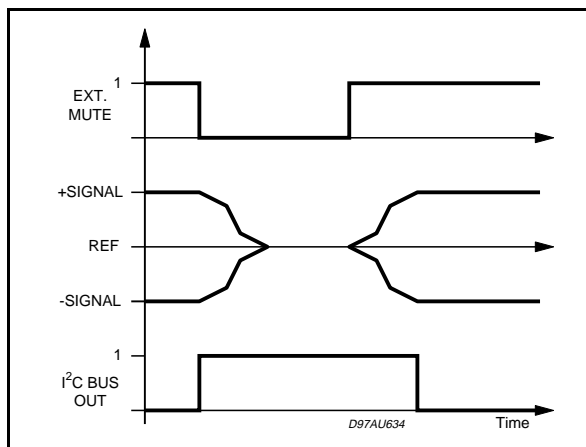 1
EXT.
MUTE
+SIGNAL
REF
-SIGNAL
1
I²C BUS
OUT
D97AU634
Time